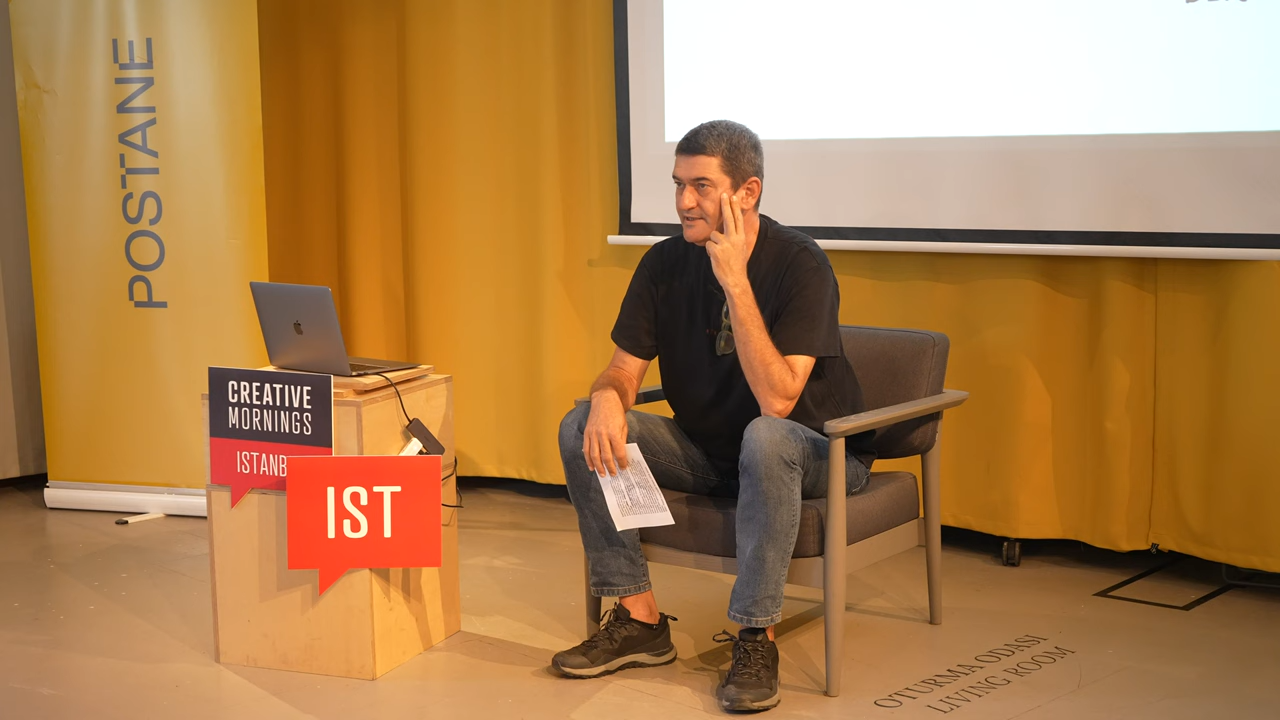 POSTANE
CREATIVE
MORNINGS
ISTANB
IST
OTURMA ODASI
LIVING ROOM